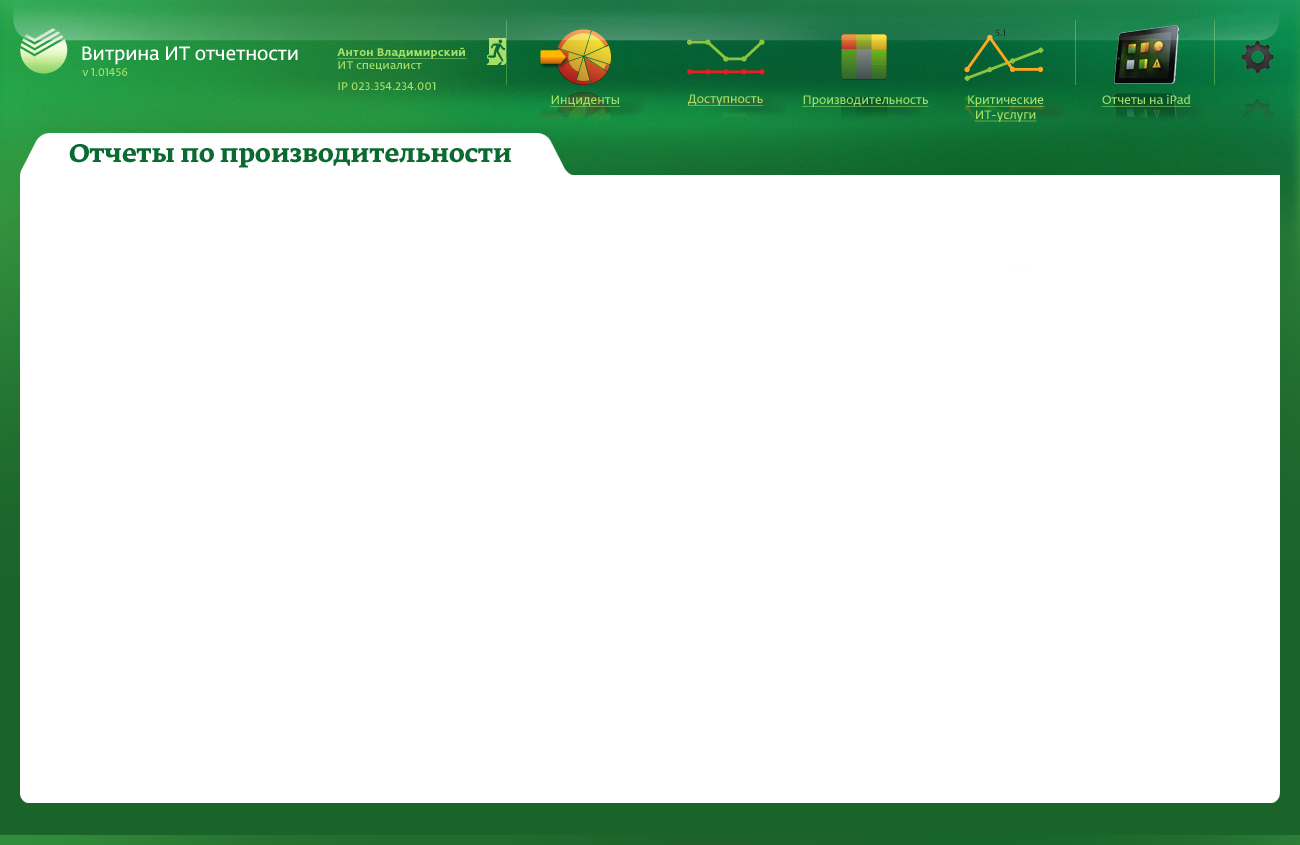 Витрина ИТ отчетности
v 1.01456
Антон Владимирский
ИТ специалист
IP 023.354.234.001
5.1
Инциденты
Доступность
Производительность
Критические
ИТ-услуги
Отчеты на iPad
Отчеты по производительности